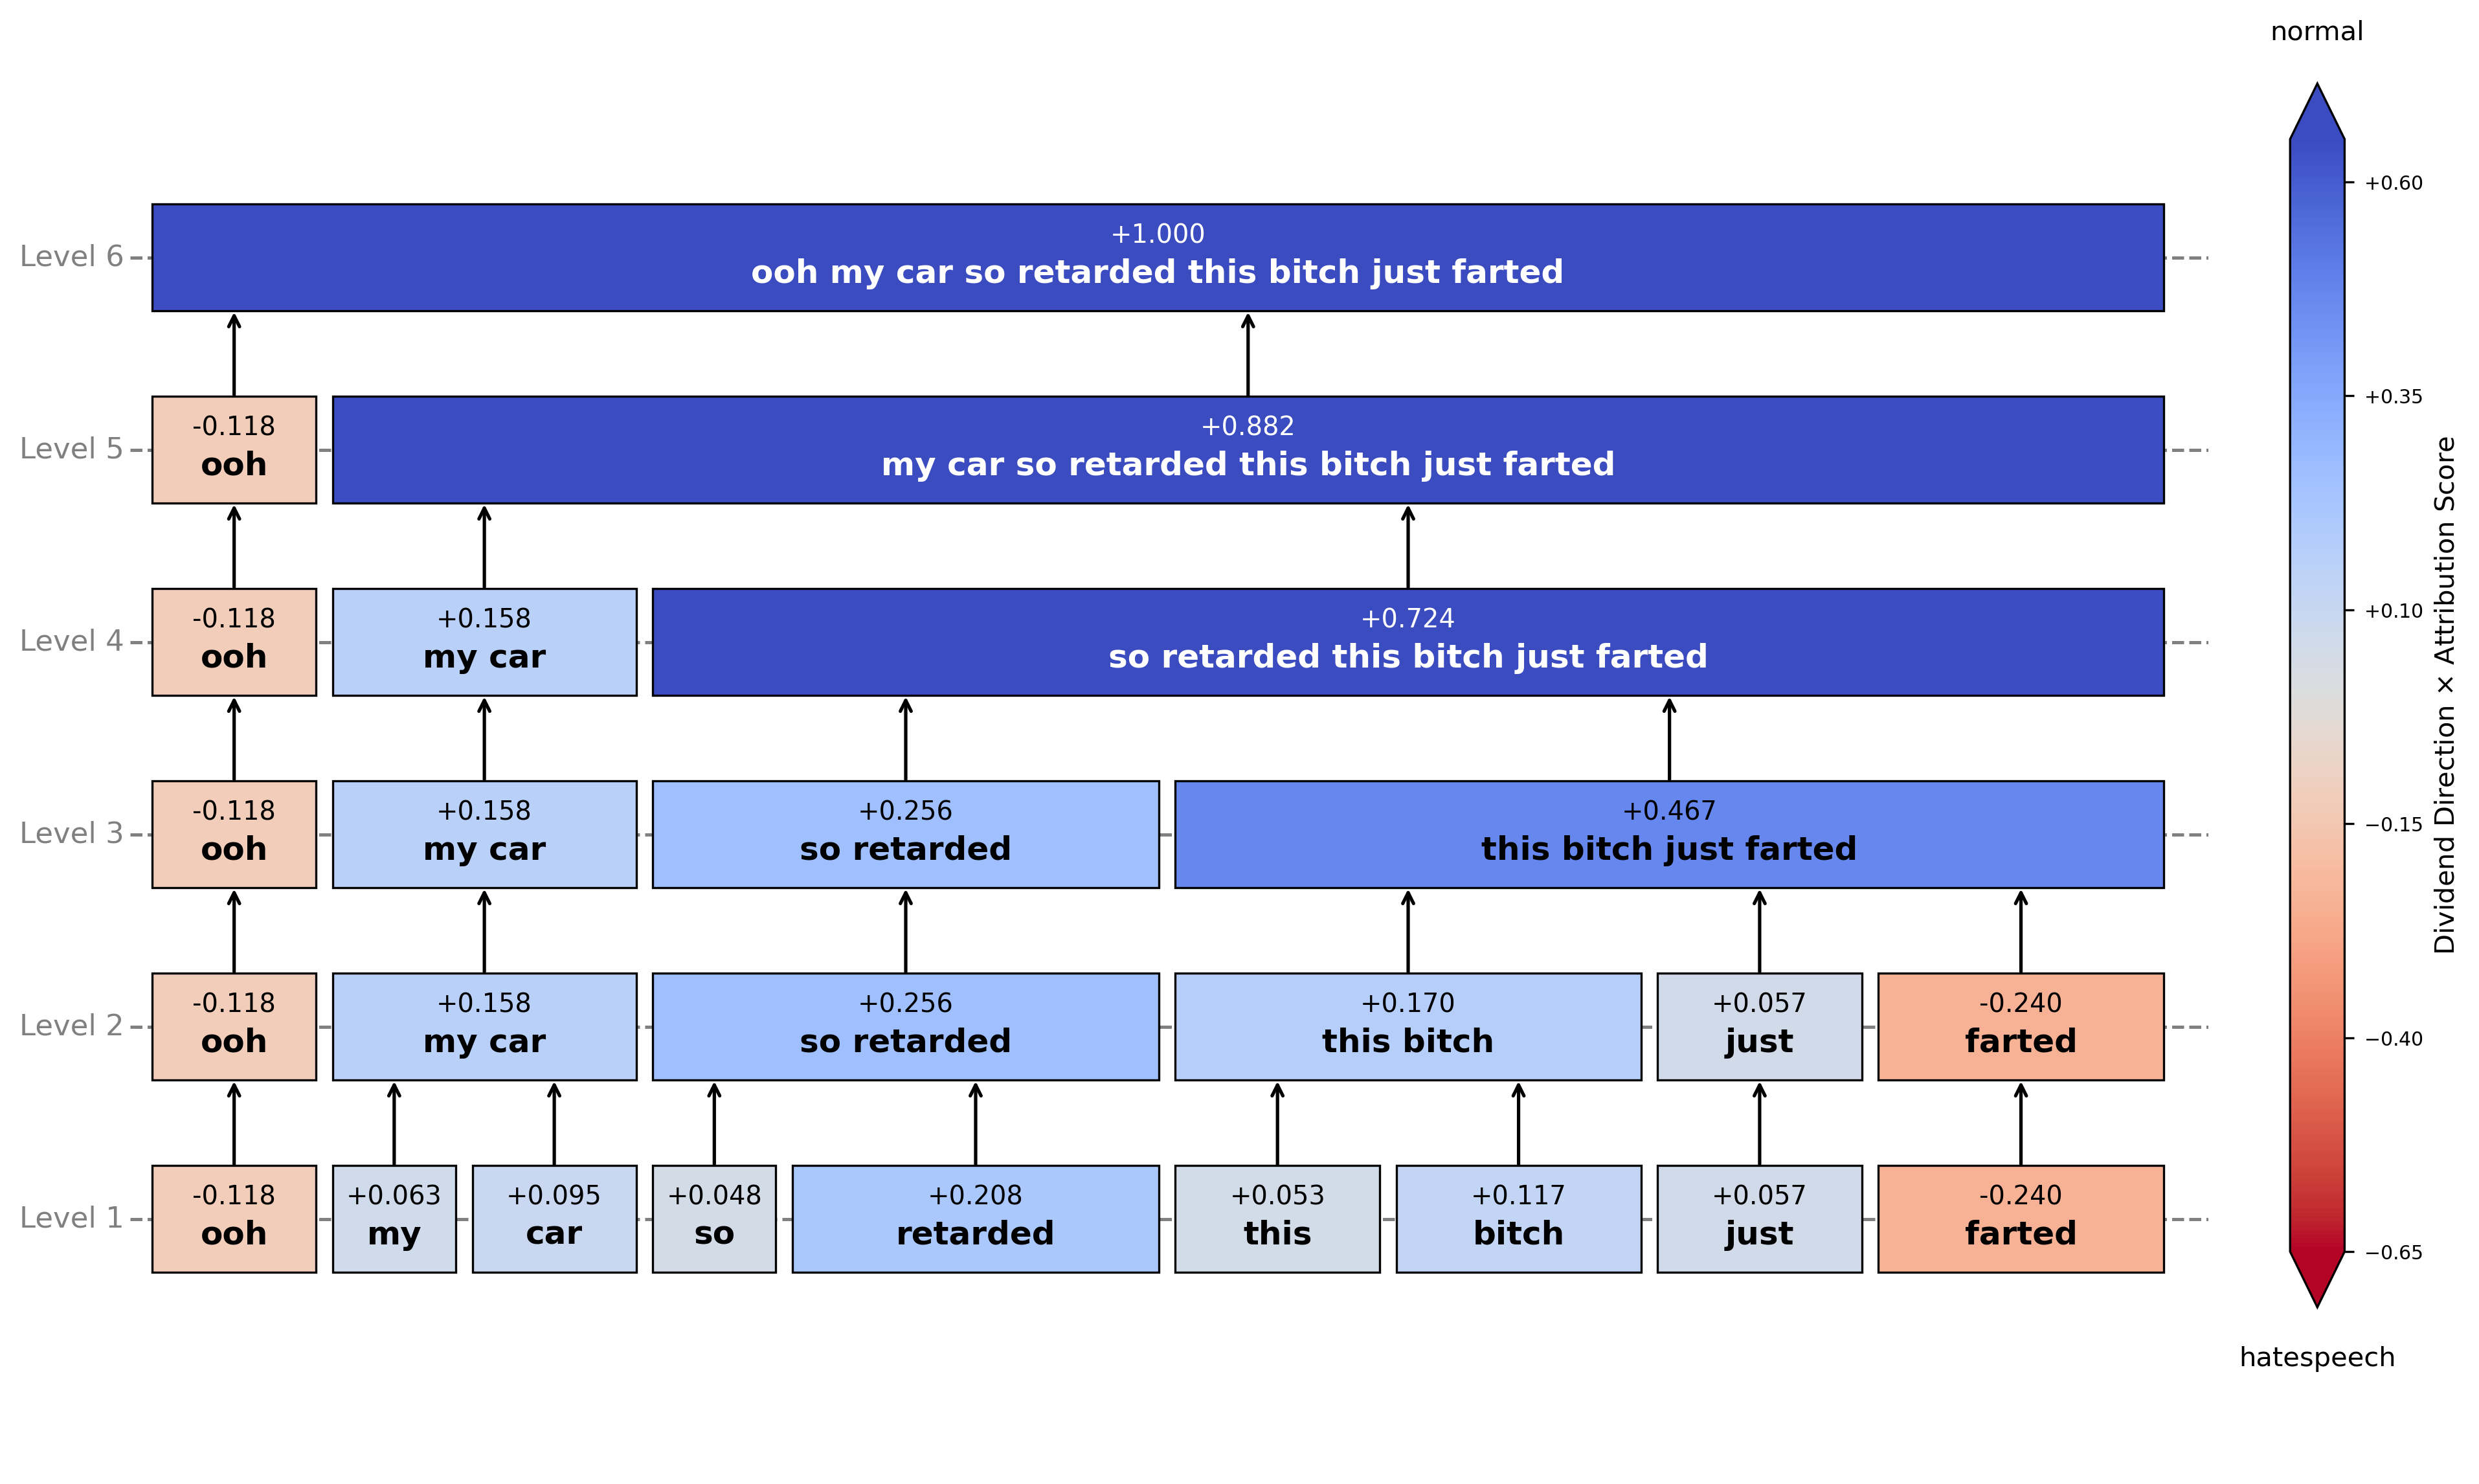 normal
Level 6
+1.000
ooh my car so retarded this bitch just farted
Level 5
-0.118
ooh
+0.882
my car so retarded this bitch just farted
Level 4
-0.118
ooh
+0.158
my car
+0.724
so retarded this bitch just farted
Level 3
-0.118
ooh
+0.158
my car
+0.256
so retarded
+0.467
this bitch just farted
Level 2
-0.118
ooh
+0.158
my car
+0.256
so retarded
+0.170
this bitch
+0.057
just
-0.240
farted
Level 1
-0.118
ooh
+0.063
my
+0.095
car
+0.048
so
+0.208
retarded
+0.053
this
+0.117
bitch
+0.057
just
-0.240
farted
+0.60
+0.35
+0.10
−0.15
−0.40
−0.65
Dividend Direction × Attribution Score
hatespeech